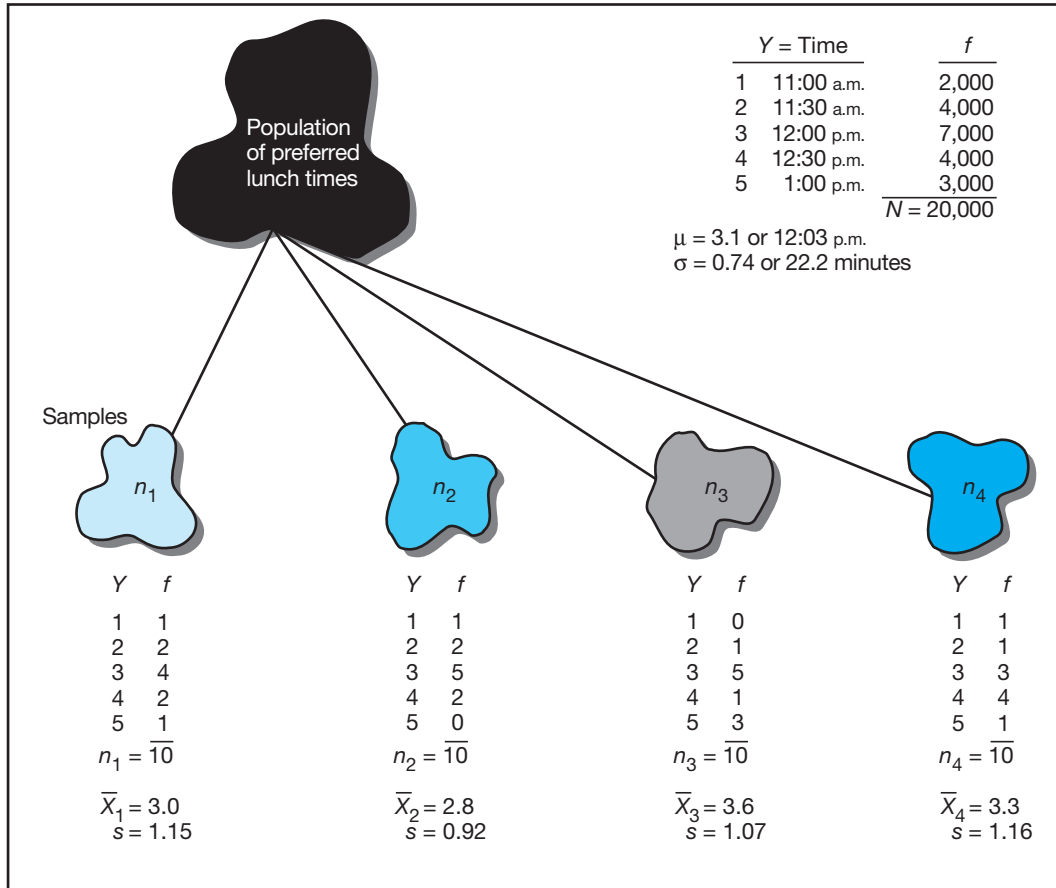 Y = Time f
1 11:00 a.m. 2,000
2 11:30 a.m. 4,000
3 12:00 p.m. 7,000
4 12:30 p.m. 4,000
5 1:00 p.m. 3,000
N = 20,000
μ = 3.1 or 12:03 p.m.
σ = 0.74 or 22.2 minutes
Population
of preferred
lunch times
Samples
n₁
n₂
n₃
n₄
Y f
1 1
2 2
3 4
4 2
5 1
n₁ = 10
X̄₁ = 3.0
s = 1.15
Y f
1 1
2 2
3 5
4 2
5 0
n₂ = 10
X̄₂ = 2.8
s = 0.92
Y f
1 0
2 1
3 5
4 1
5 3
n₃ = 10
X̄₃ = 3.6
s = 1.07
Y f
1 1
2 1
3 3
4 4
5 1
n₄ = 10
X̄₄ = 3.3
s = 1.16